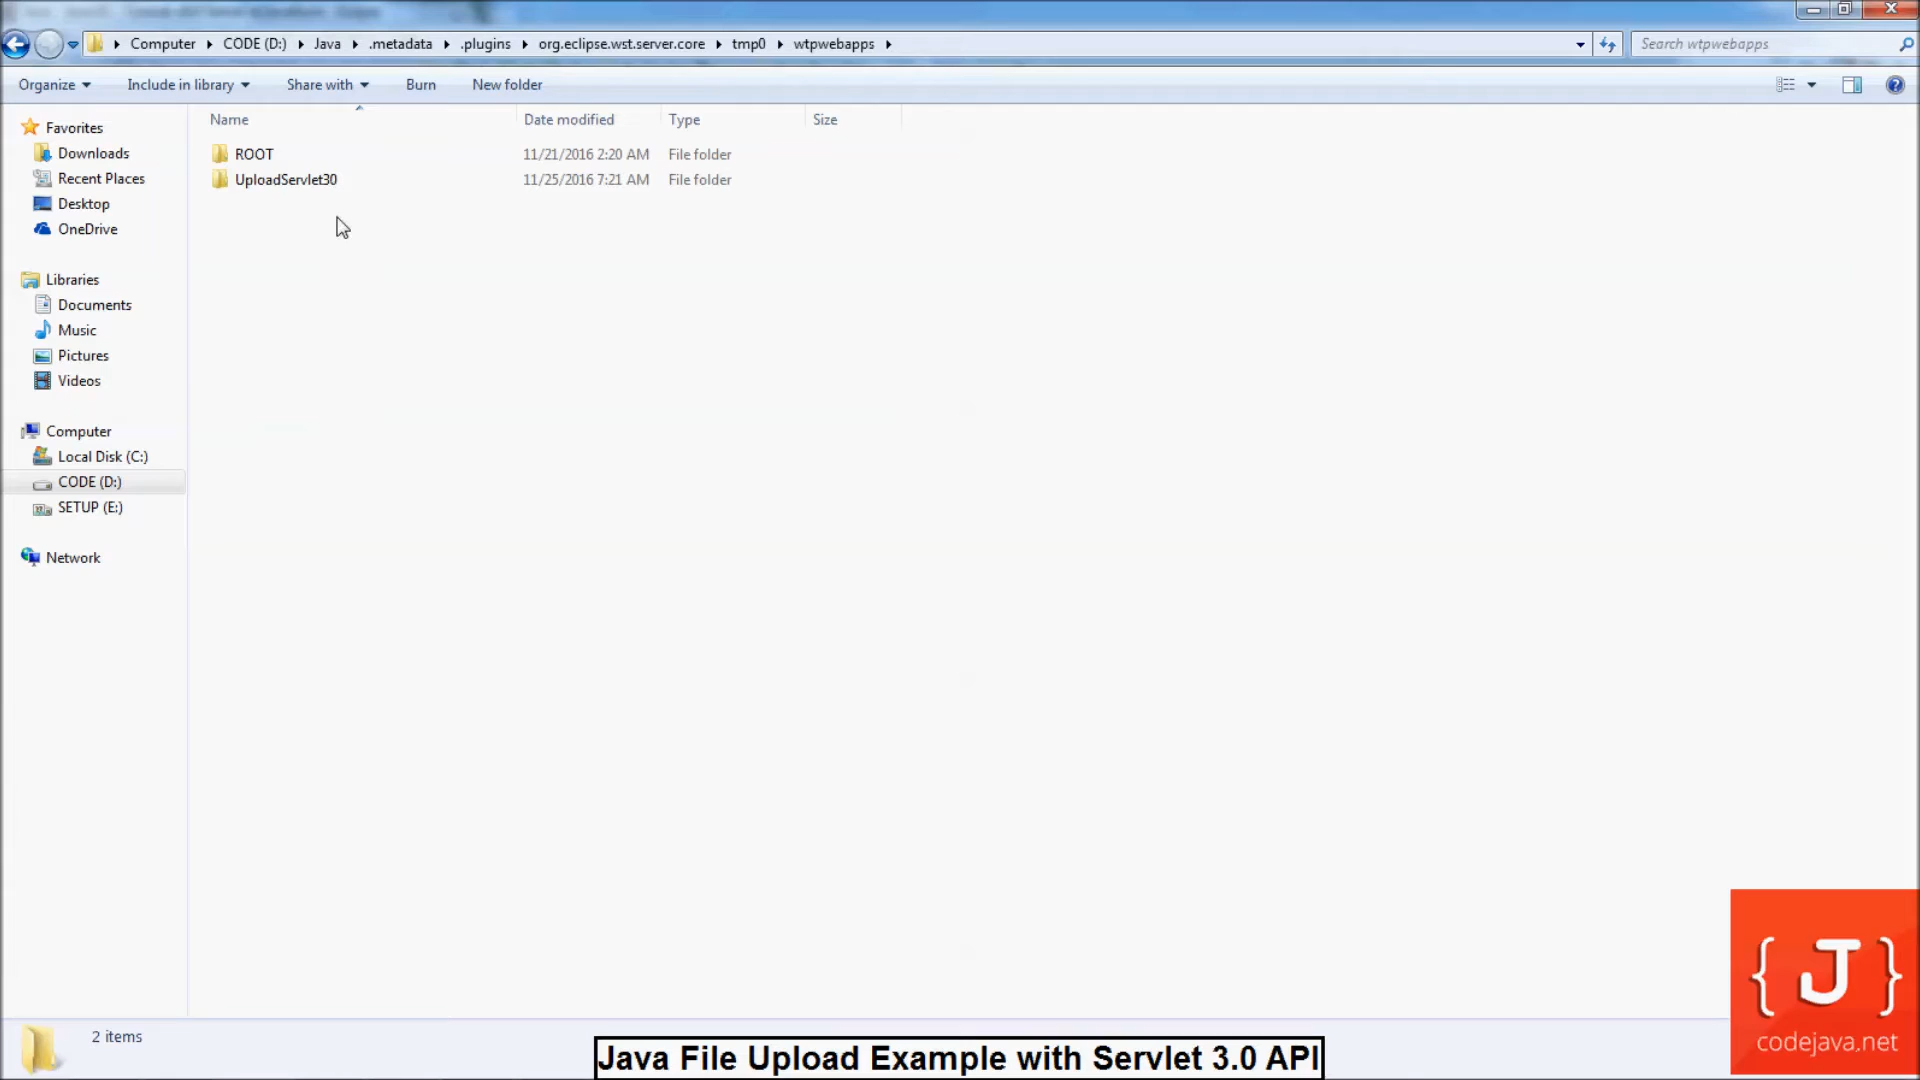 Computer CODE (D:) Java .metadata .plugins org.eclipse.wst.server.core tmp0 wtpwebapps
Search wtpwebapps
Organize Include in library Share with Burn New folder
Name Date modified Type Size
ROOT 11/21/2016 2:20 AM File folder
UploadServlet30 11/25/2016 7:21 AM File folder
Favorites
Downloads
Recent Places
Desktop
OneDrive
Libraries
Documents
Music
Pictures
Videos
Computer
Local Disk (C:)
CODE (D:)
SETUP (E:)
Network
2 items
Java File Upload Example with Servlet 3.0 API
{ J }
codejava.net